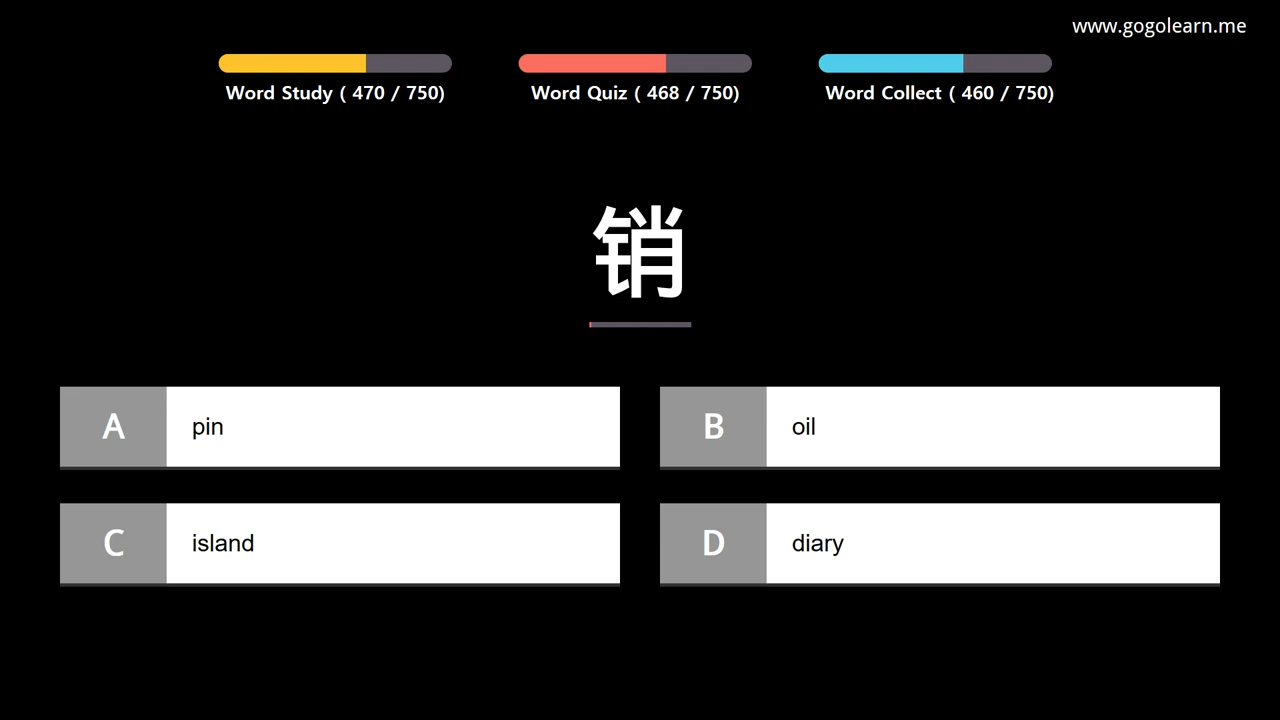 www.gogolearn.me
Word Study ( 470 / 750)
Word Quiz ( 468 / 750)
Word Collect ( 460 / 750)
销
A pin
B oil
C island
D diary